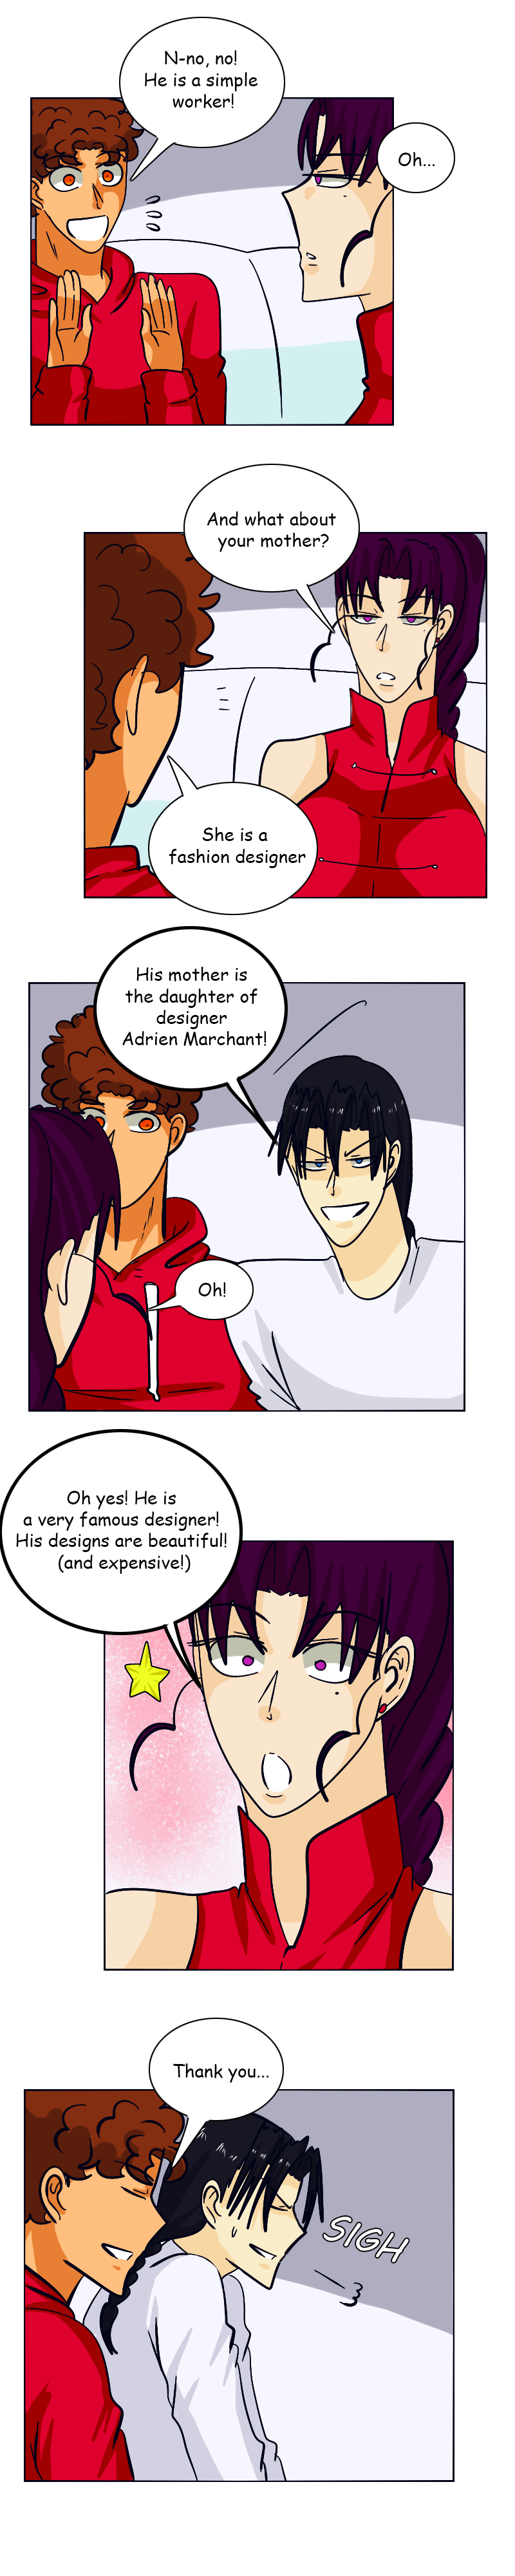 N-no, no!
He is a simple
worker!
Oh...
And what about
your mother?
She is a
fashion designer
His mother is
the daughter of
designer
Adrien Marchant!
Oh!
Oh yes! He is
a very famous designer!
His designs are beautiful!
(and expensive!)
Thank you...
SIGH